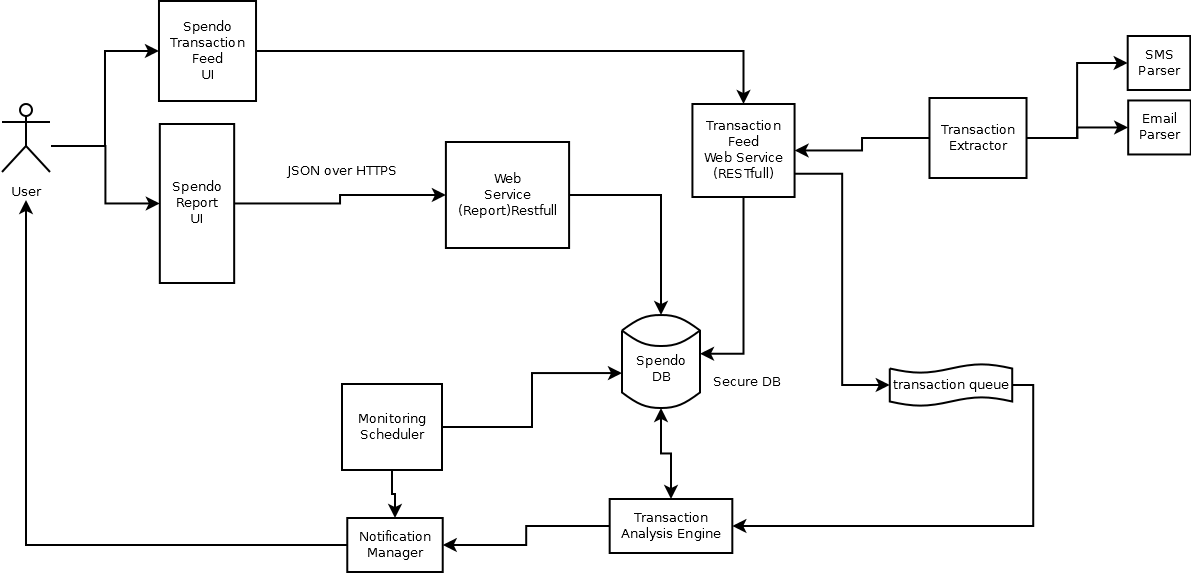 Spendo
Transaction
Feed
UI
SMS
Parser
Email
Parser
Transaction
Feed
Web Service
(RESTfull)
Transaction
Extractor
User
Spendo
Report
UI
JSON over HTTPS
Web
Service
(Report)Restfull
Spendo
DB
Secure DB
transaction queue
Monitoring
Scheduler
Transaction
Analysis Engine
Notification
Manager